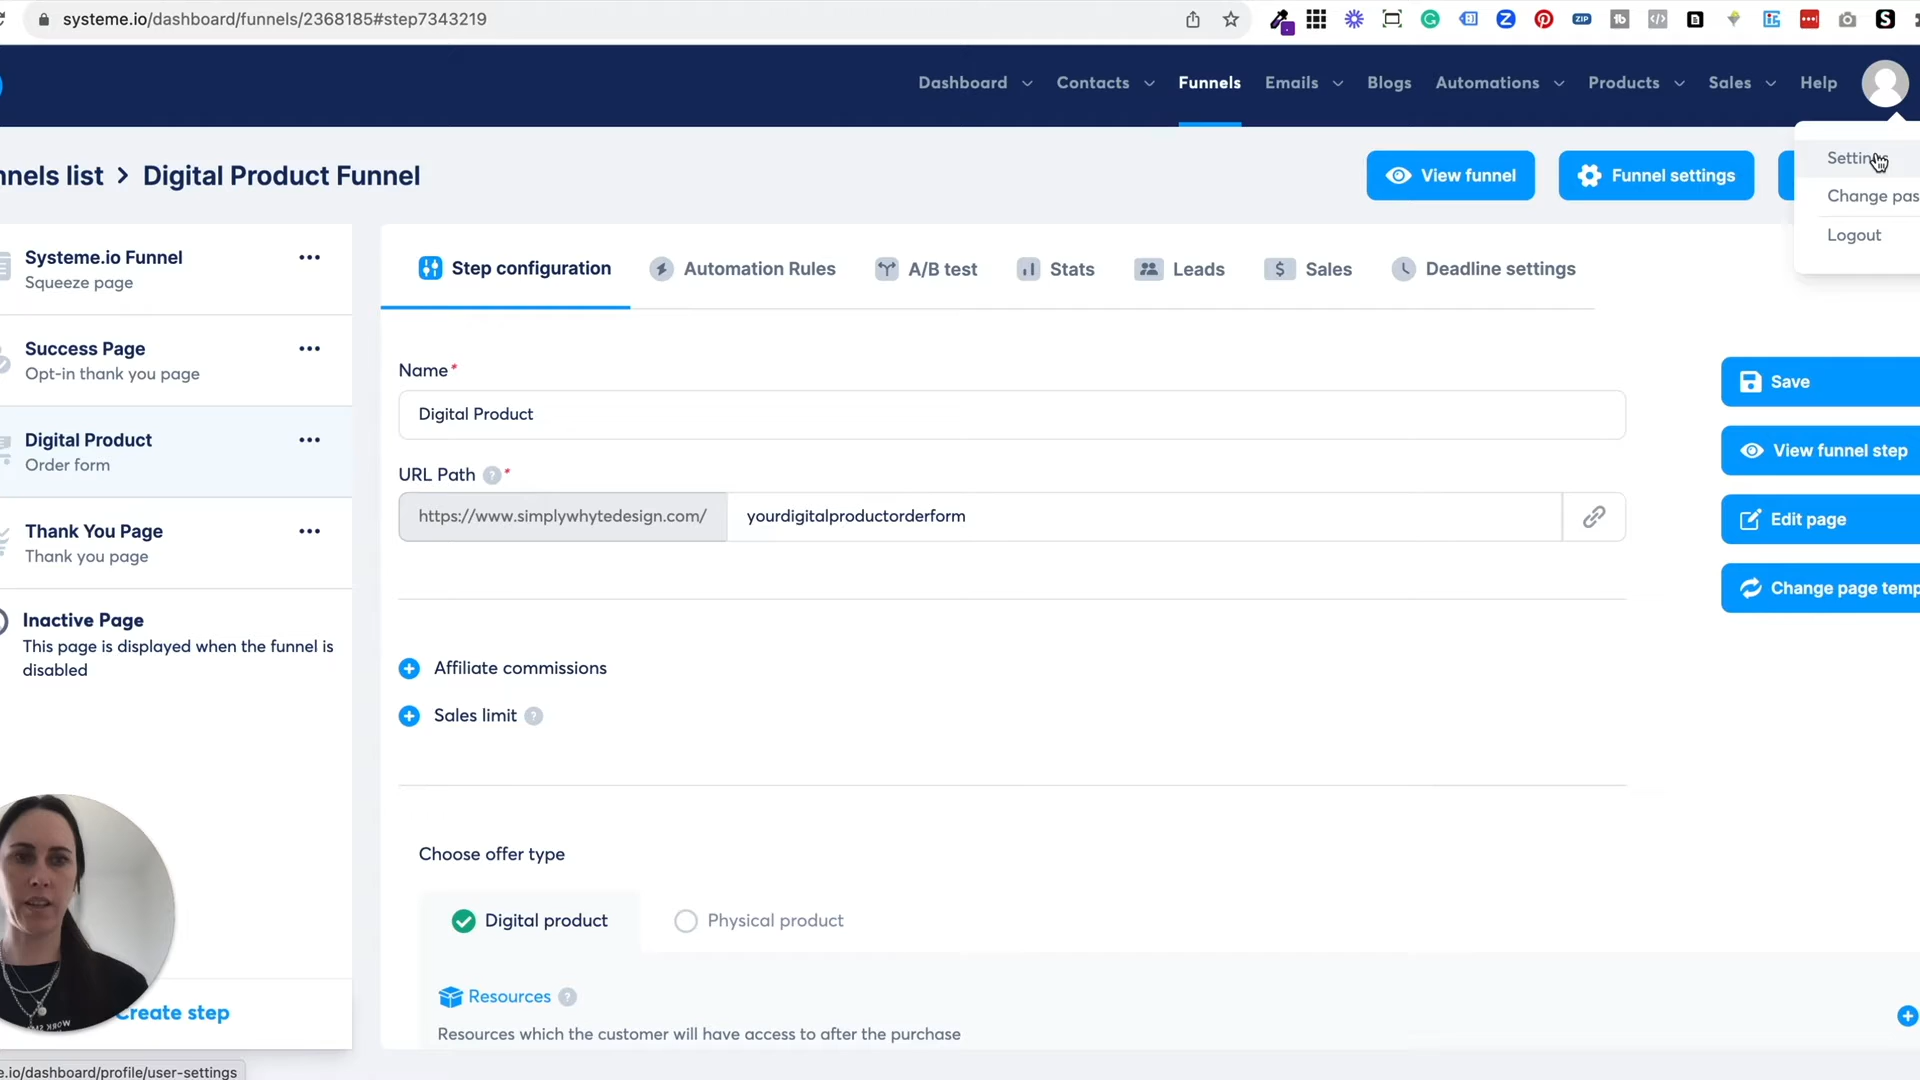 systeme.io/dashboard/funnels/2368185#step7343219
Dashboard Contacts Funnels Emails Blogs Automations Products Sales Help
nnels list > Digital Product Funnel
View funnel
Funnel settings
Settings
Change pas
Logout
Systeme.io Funnel
Squeeze page
Success Page
Opt-in thank you page
Digital Product
Order form
Thank You Page
Thank you page
Inactive Page
This page is displayed when the funnel is
disabled
Create step
Step configuration
Automation Rules
A/B test
Stats
Leads
Sales
Deadline settings
Name*
Digital Product
URL Path ? *
https://www.simplywhytedesign.com/ yourdigitalproductorderform
Affiliate commissions
Sales limit ?
Choose offer type
Digital product
Physical product
Resources ?
Resources which the customer will have access to after the purchase
Save
View funnel step
Edit page
Change page temp
e.io/dashboard/profile/user-settings